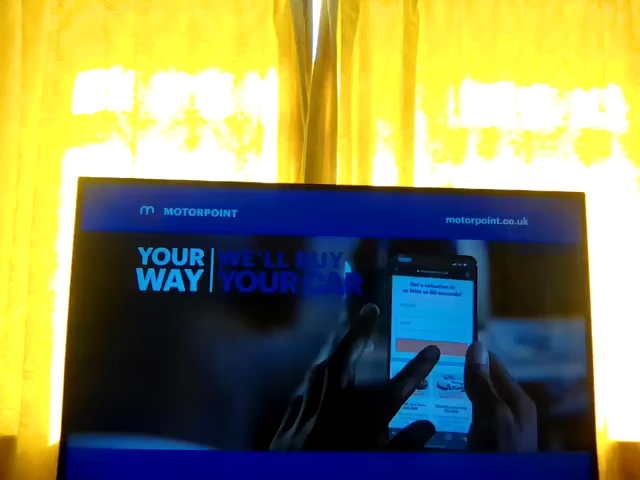 MOTORPOINT
motorpoint.co.uk
YOUR
WAY
WE'LL BUY
YOUR CAR
Get a valuation in
as little as 60 seconds!